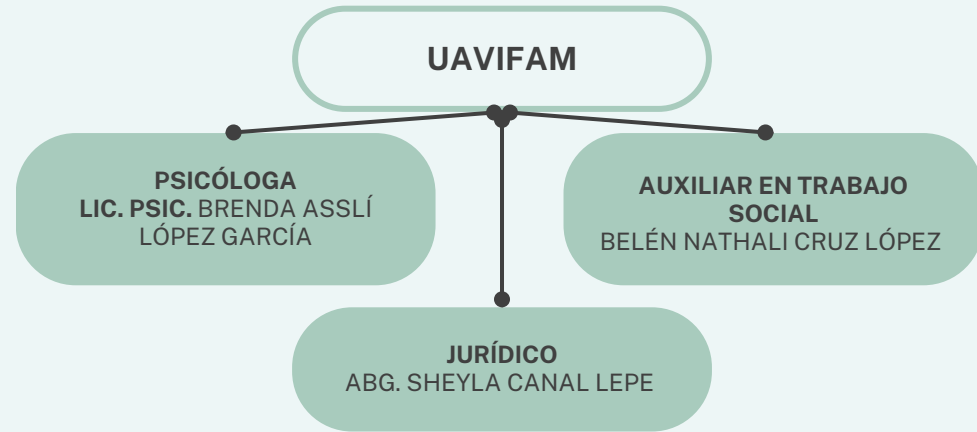 UAVIFAM
PSICÓLOGA
LIC. PSIC. BRENDA ASSLÍ
LÓPEZ GARCÍA
AUXILIAR EN TRABAJO
SOCIAL
BELÉN NATHALI CRUZ LÓPEZ
JURÍDICO
ABG. SHEYLA CANAL LEPE